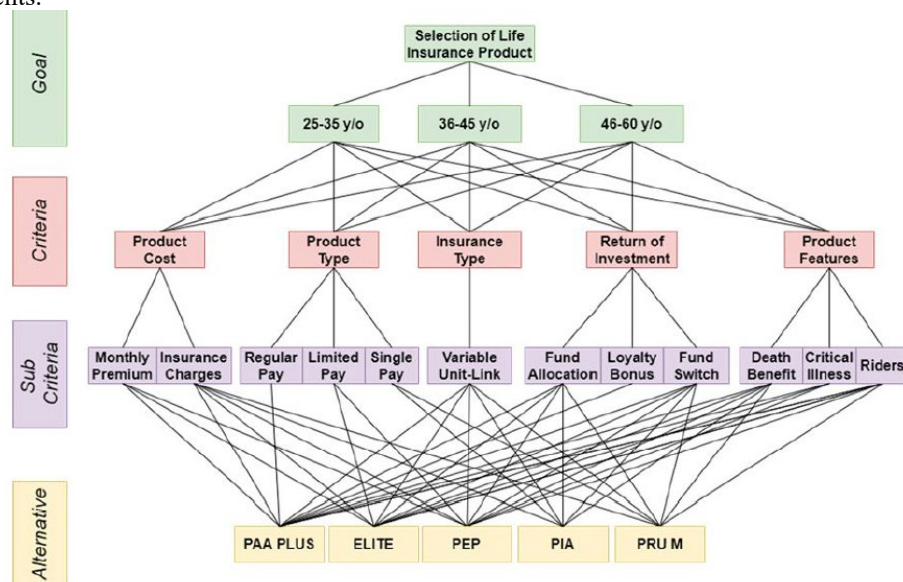 ents.
Goal
Selection of Life
Insurance Product
25-35 y/o
36-45 y/o
46-60 y/o
Criteria
Product
Cost
Product
Type
Insurance
Type
Return of
Investment
Product
Features
Sub
Criteria
Monthly
Premium
Insurance
Charges
Regular
Pay
Limited
Pay
Single
Pay
Variable
Unit-Link
Fund
Allocation
Loyalty
Bonus
Fund
Switch
Death
Benefit
Critical
Illness
Riders
Alternative
PAA PLUS
ELITE
PEP
PIA
PRU M